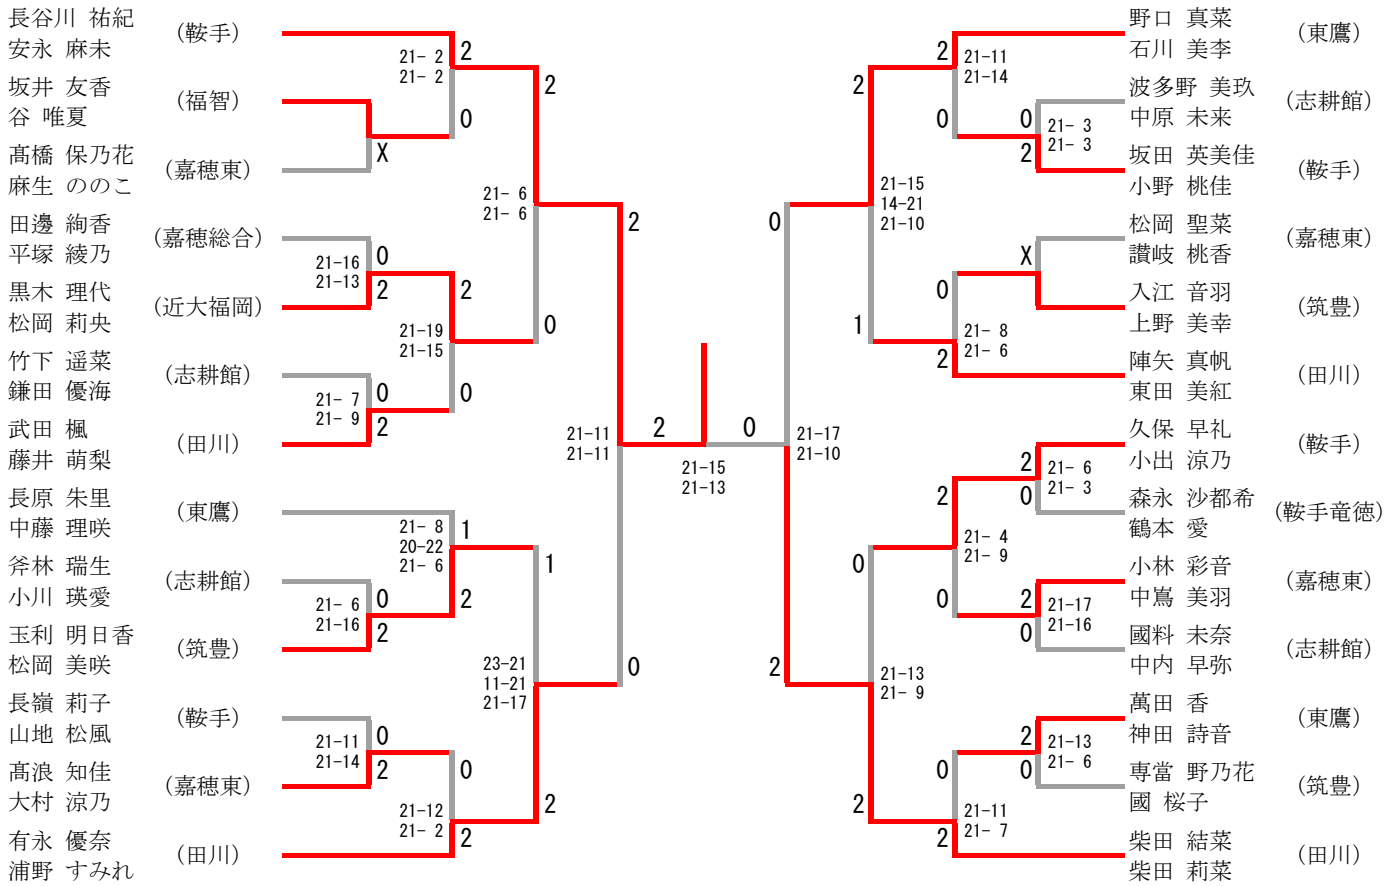 長谷川 祐紀
安永 麻未
(鞍手)
坂井 友香
谷 唯夏
(福智)
髙橋 保乃花
麻生 ののこ
(嘉穂東)
田邊 絢香
平塚 綾乃
(嘉穂総合)
黒木 理代
松岡 莉央
(近大福岡)
竹下 遥菜
鎌田 優海
(志耕館)
武田 楓
藤井 萌梨
(田川)
長原 朱里
中藤 理咲
(東鷹)
斧林 瑞生
小川 瑛愛
(志耕館)
玉利 明日香
松岡 美咲
(筑豊)
長嶺 莉子
山地 松風
(鞍手)
髙浪 知佳
大村 涼乃
(嘉穂東)
有永 優奈
浦野 すみれ
(田川)
X
0
21-16
21-13
2
0
21- 7
21- 9
2
0
21- 6
21-16
2
0
21-11
21-14
2
2
21- 2
21- 2
0
2
21-19
21-15
0
1
21- 8
20-22
21- 6
2
0
21-12
21- 2
2
2
21- 6
21- 6
0
1
23-21
11-21
21-17
2
2
21-11
21-11
0
2
0
21-15
21-13
0
21-17
21-10
2
2
21-15
14-21
21-10
1
0
21-13
21- 9
2
2
21-11
21-14
0
0
21- 8
21- 6
2
2
21- 4
21- 9
0
0
21-11
21- 7
2
0
21- 3
21- 3
2
X
2
21- 6
21- 3
0
2
21-17
21-16
0
2
21-13
21- 6
0
野口 真菜
石川 美李
(東鷹)
波多野 美玖
中原 未来
(志耕館)
坂田 英美佳
小野 桃佳
(鞍手)
松岡 聖菜
讃岐 桃香
(嘉穂東)
入江 音羽
上野 美幸
(筑豊)
陣矢 真帆
東田 美紅
(田川)
久保 早礼
小出 涼乃
(鞍手)
森永 沙都希
鶴本 愛
(鞍手竜徳)
小林 彩音
中嶌 美羽
(嘉穂東)
國料 未奈
中内 早弥
(志耕館)
萬田 香
神田 詩音
(東鷹)
専當 野乃花
國 桜子
(筑豊)
柴田 結菜
柴田 莉菜
(田川)